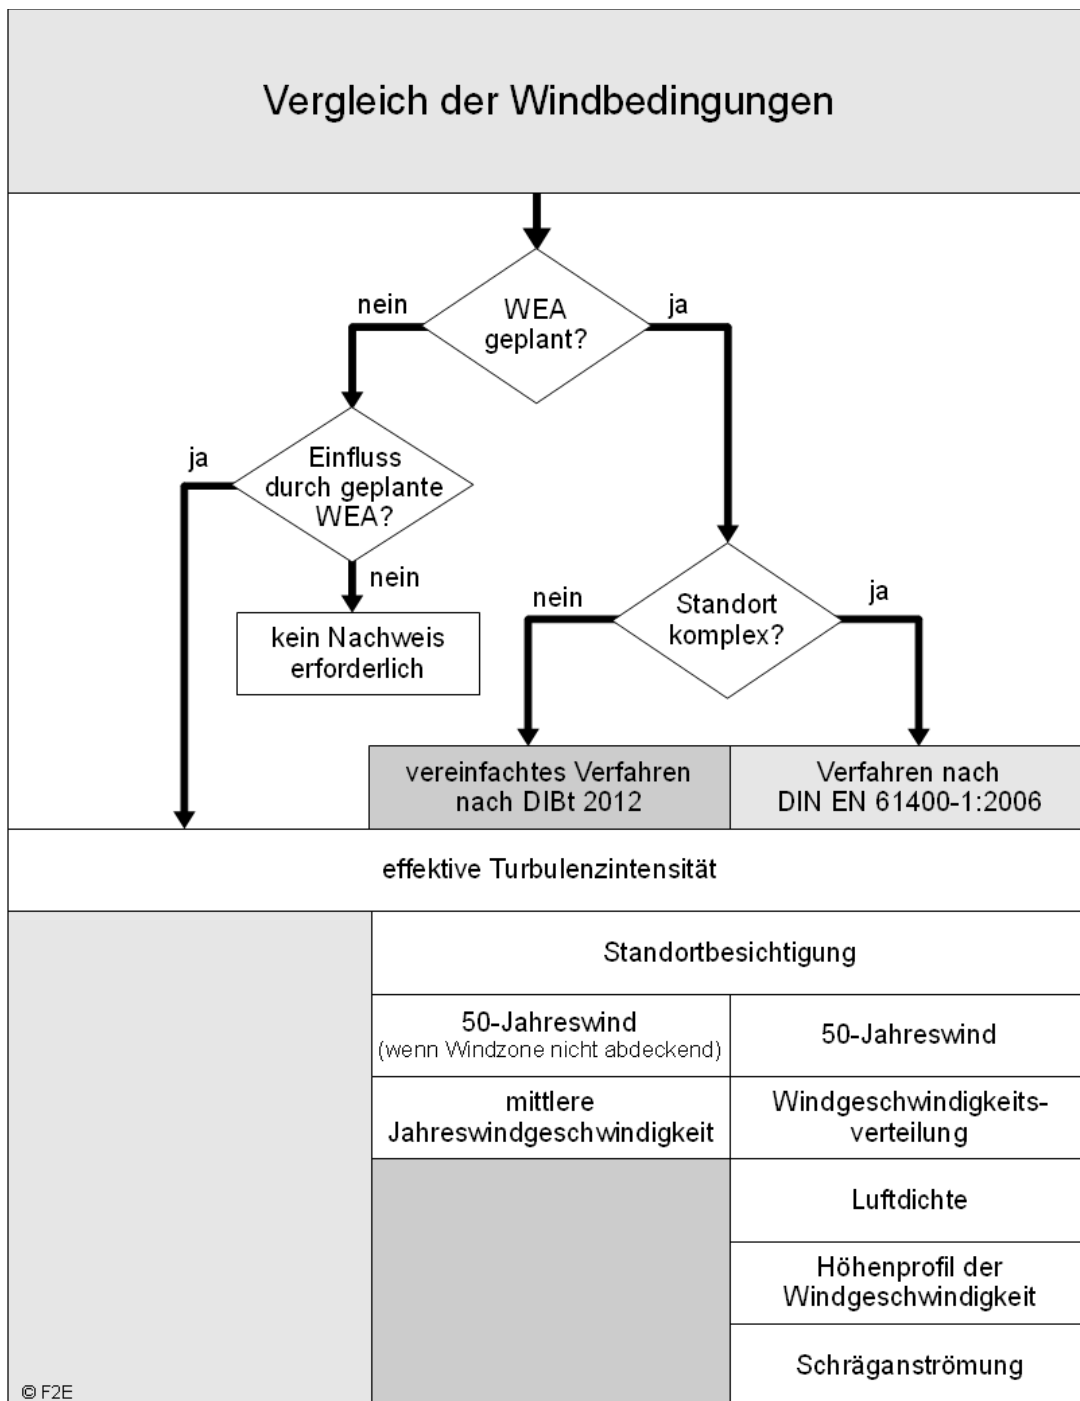 Vergleich der Windbedingungen
nein
WEA
geplant?
ja
ja
Einfluss
durch geplante
WEA?
nein
kein Nachweis
erforderlich
nein
Standort
komplex?
ja
vereinfachtes Verfahren
nach DIBt 2012
Verfahren nach
DIN EN 61400-1:2006
effektive Turbulenzintensität
Standortbesichtigung
50-Jahreswind
(wenn Windzone nicht abdeckend)
50-Jahreswind
mittlere
Jahreswindgeschwindigkeit
Windgeschwindigkeits-
verteilung
Luftdichte
Höhenprofil der
Windgeschwindigkeit
Schräganströmung
© F2E